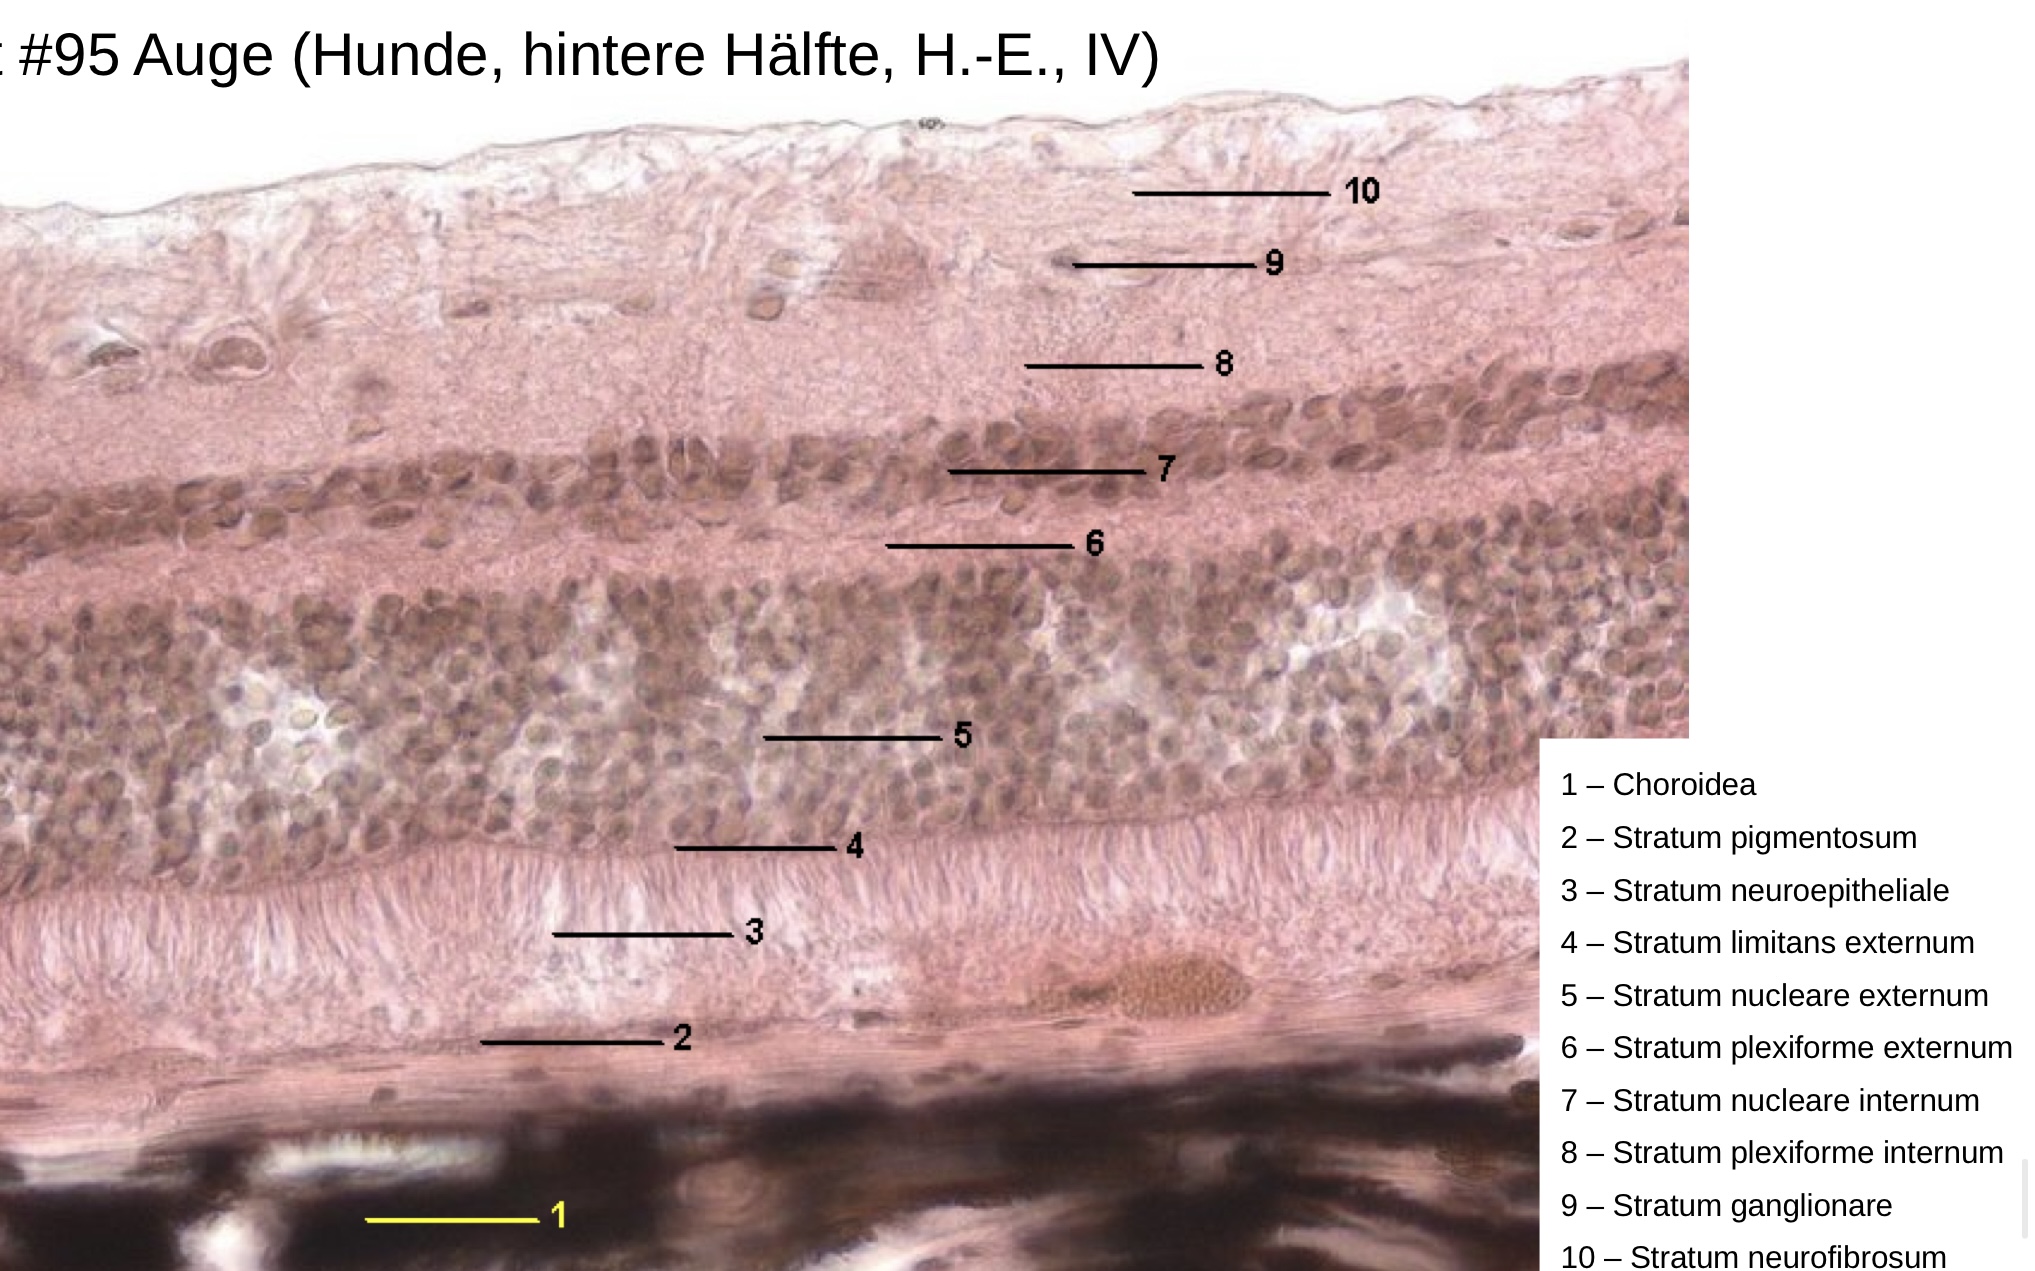 #95 Auge (Hunde, hintere Hälfte, H.-E., IV)
10
9
8
7
6
5
4
3
2
1
1 – Choroidea
2 – Stratum pigmentosum
3 – Stratum neuroepitheliale
4 – Stratum limitans externum
5 – Stratum nucleare externum
6 – Stratum plexiforme externum
7 – Stratum nucleare internum
8 – Stratum plexiforme internum
9 – Stratum ganglionare
10 – Stratum neurofibrosum